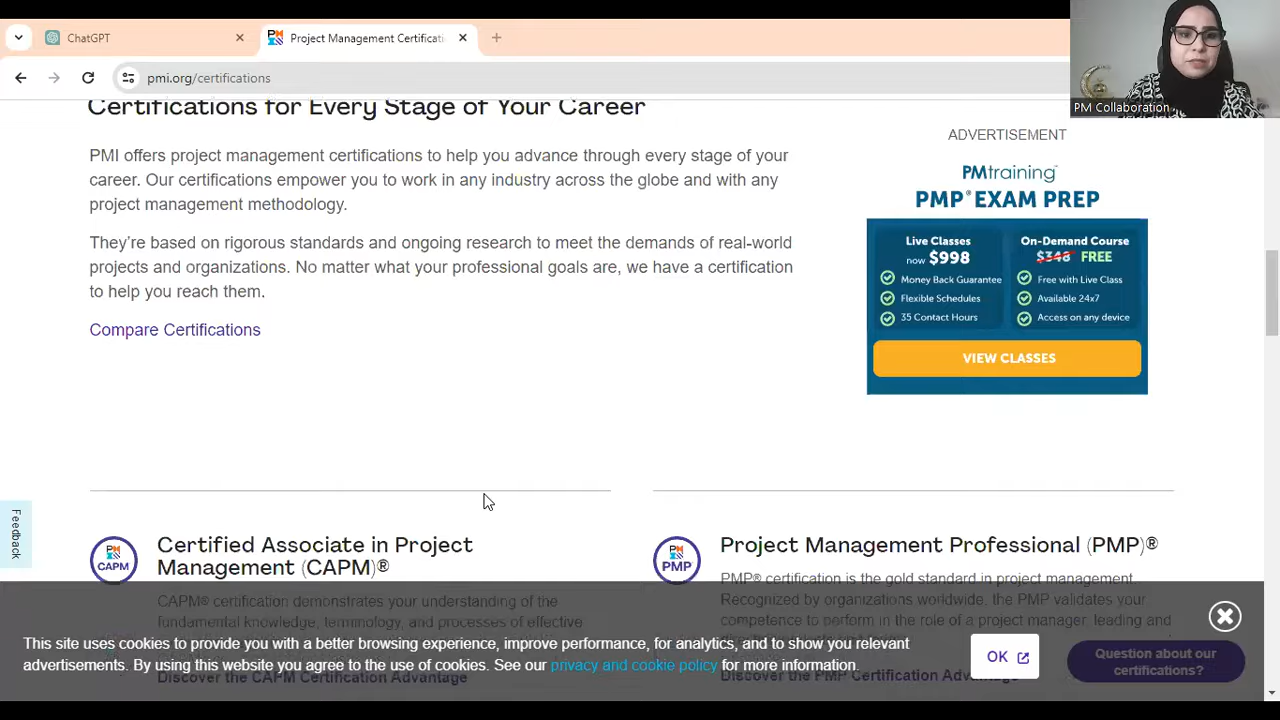 ChatGPT
Project Management Certificati
pmi.org/certifications
PM Collaboration
Certifications for Every Stage of Your Career
PMI offers project management certifications to help you advance through every stage of your
career. Our certifications empower you to work in any industry across the globe and with any
project management methodology.
They're based on rigorous standards and ongoing research to meet the demands of real-world
projects and organizations. No matter what your professional goals are, we have a certification
to help you reach them.
Compare Certifications
ADVERTISEMENT
PMtraining™
PMP® EXAM PREP
Live Classes
now $998
Money Back Guarantee
Flexible Schedules
35 Contact Hours
On-Demand Course
$348 FREE
Free with Live Class
Available 24x7
Access on any device
VIEW CLASSES
Feedback
CAPM
Certified Associate in Project
Management (CAPM)®
CAPM® certification demonstrates your understanding of the
fundamental knowledge, terminology, and processes of effective
Discover the CAPM Certification Advantage
PMP
Project Management Professional (PMP)®
PMP® certification is the gold standard in project management.
Recognized by organizations worldwide, the PMP validates your
competence to perform in the role of a project manager, leading and
Discover the PMP Certification Advantage
This site uses cookies to provide you with a better browsing experience, improve performance, for analytics, and to show you relevant
advertisements. By using this website you agree to the use of cookies. See our privacy and cookie policy for more information.
OK
Question about our
certifications?